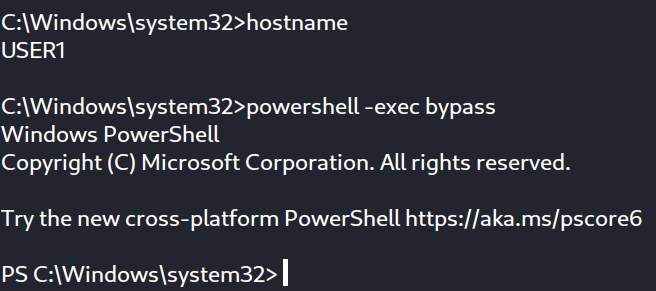 C:\Windows\system32>hostname
USER1
C:\Windows\system32>powershell -exec bypass
Windows PowerShell
Copyright (C) Microsoft Corporation. All rights reserved.
Try the new cross-platform PowerShell https://aka.ms/pscore6
PS C:\Windows\system32>